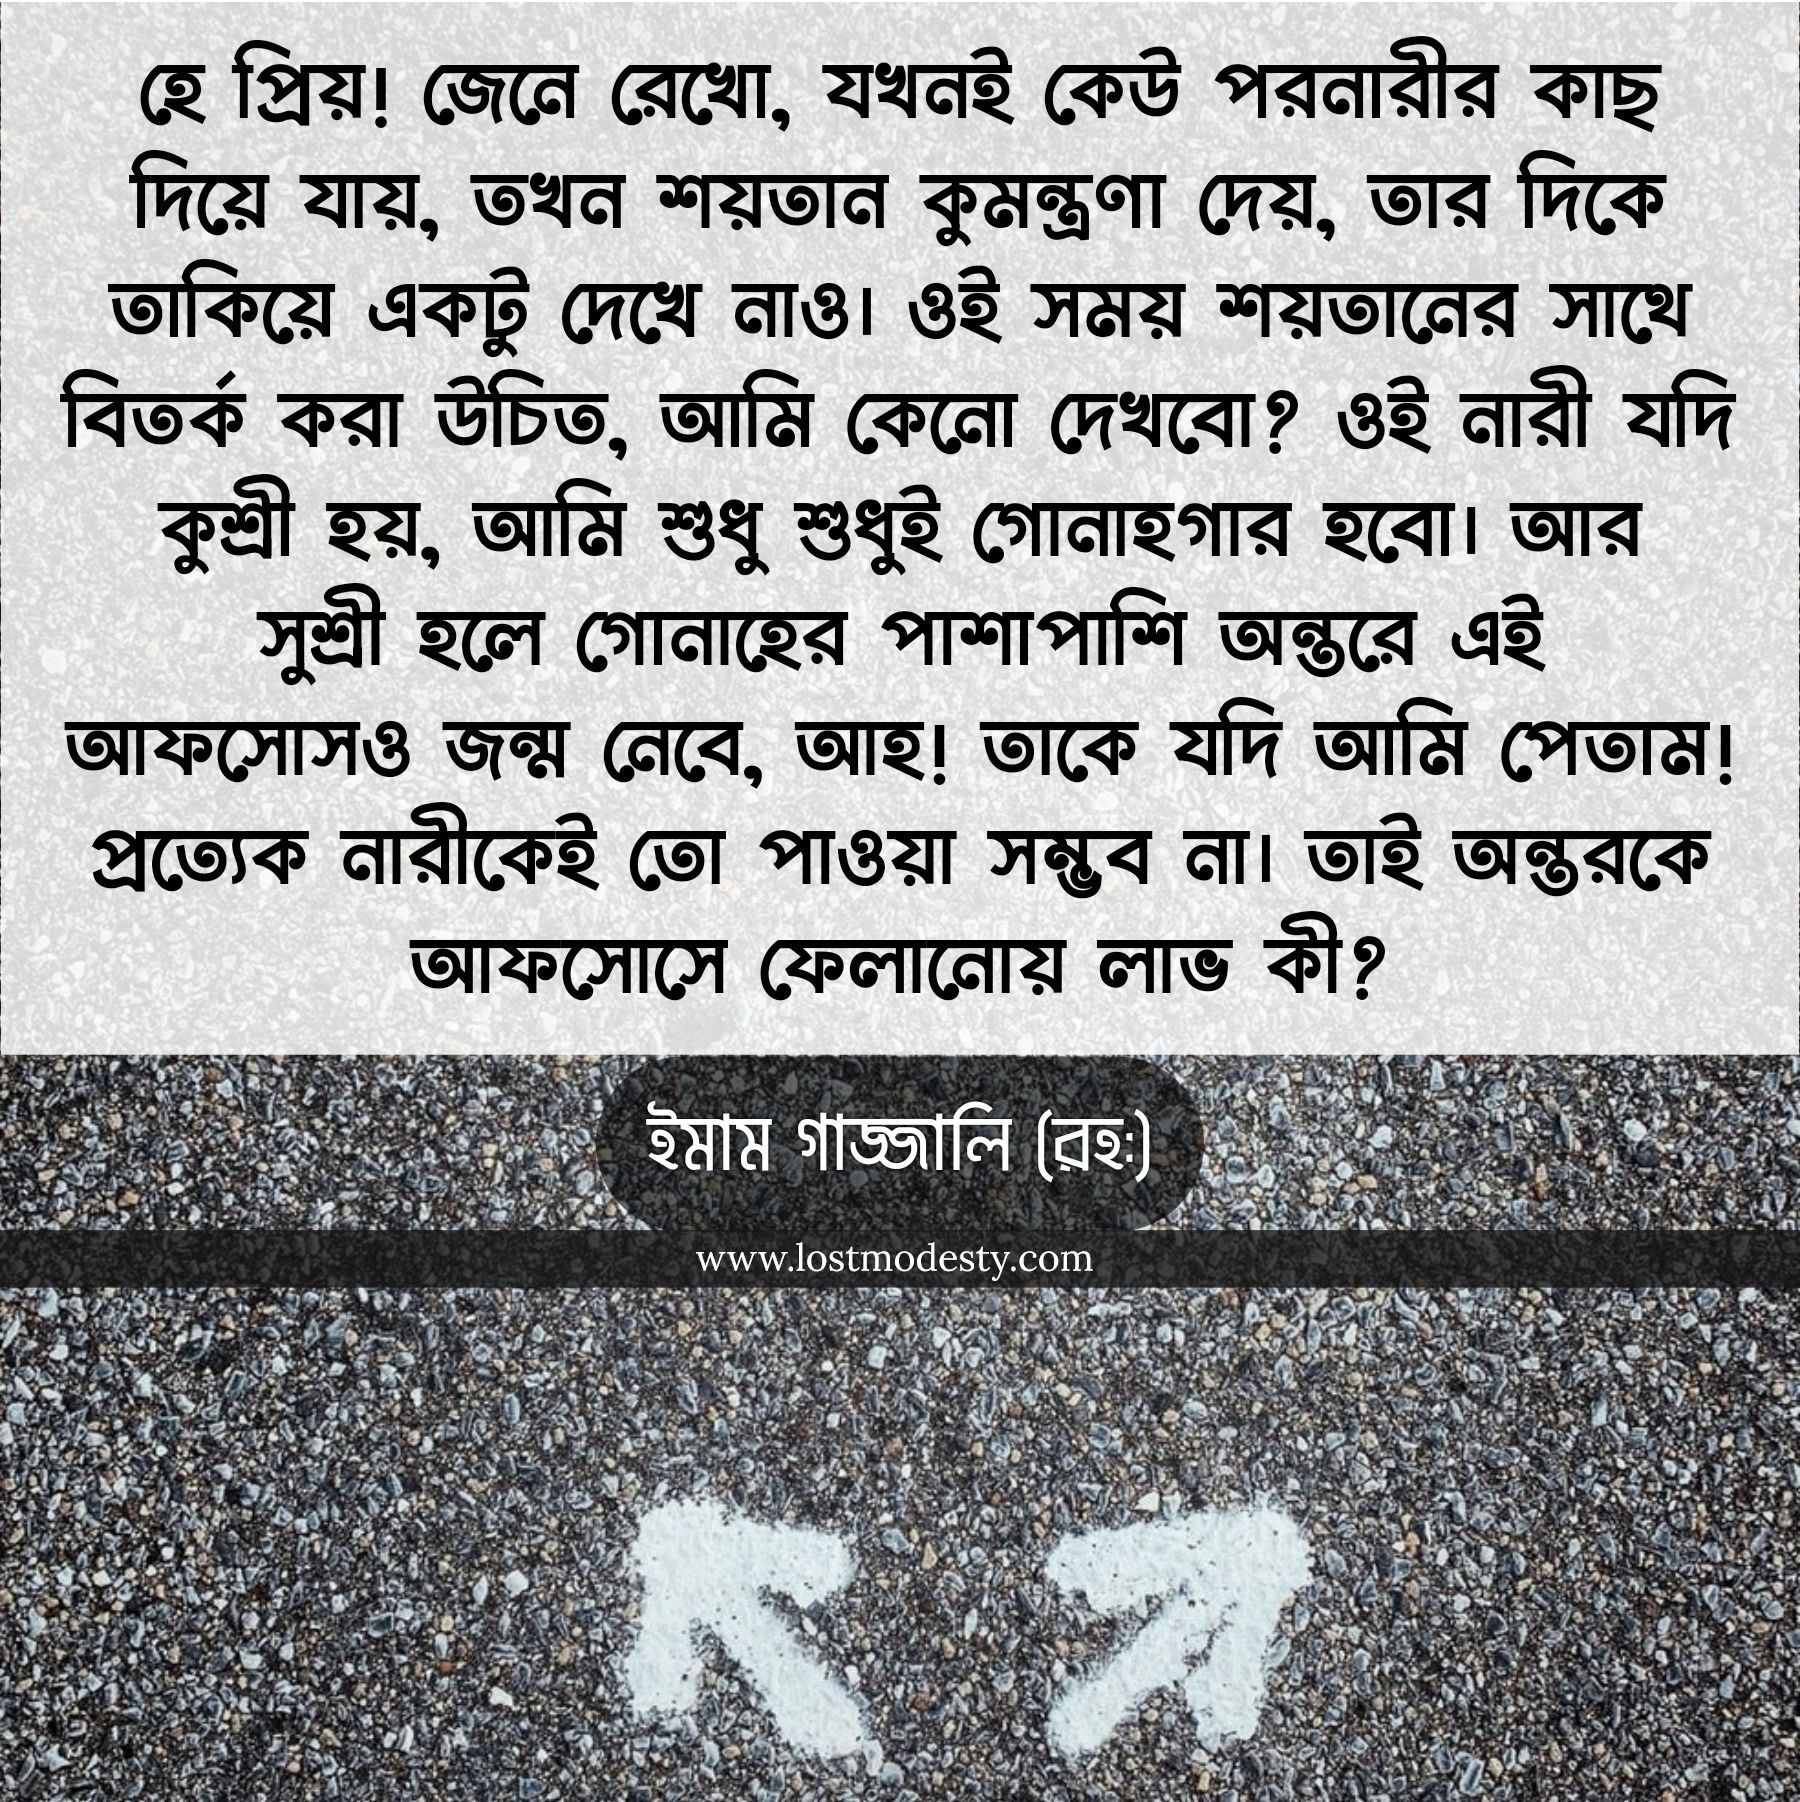 হে প্রিয়! জেনে রেখো, যখনই কেউ পরনারীর কাছ
দিয়ে যায়, তখন শয়তান কুমন্ত্রণা দেয়, তার দিকে
তাকিয়ে একটু দেখে নাও। ওই সময় শয়তানের সাথে
বিতর্ক করা উচিত, আমি কেনো দেখবো? ওই নারী যদি
কুশ্রী হয়, আমি শুধু শুধুই গোনাহগার হবো। আর
সুশ্রী হলে গোনাহের পাশাপাশি অন্তরে এই
আফসোসও জন্ম নেবে, আহ! তাকে যদি আমি পেতাম!
প্রত্যেক নারীকেই তো পাওয়া সম্ভব না। তাই অন্তরকে
আফসোসে ফেলানোয় লাভ কী?
ইমাম গাজ্জালি (রহঃ)
www.lostmodesty.com